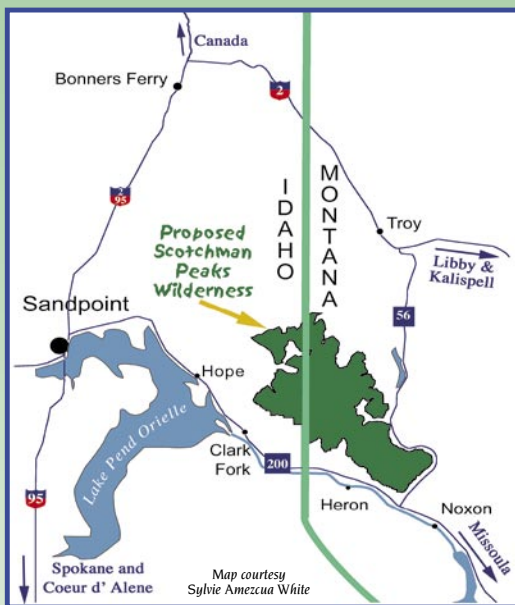 Canada
Bonners Ferry
2
2
95
IDAHO
MONTANA
Proposed
Scotchman
Peaks
Wilderness
Troy
Libby &
Kalispell
Sandpoint
56
Hope
Lake Pend Orielle
Clark
Fork
200
Heron
Noxon
95
Missoula
Spokane and
Coeur d' Alene
Map courtesy
Sylvie Amezcua White